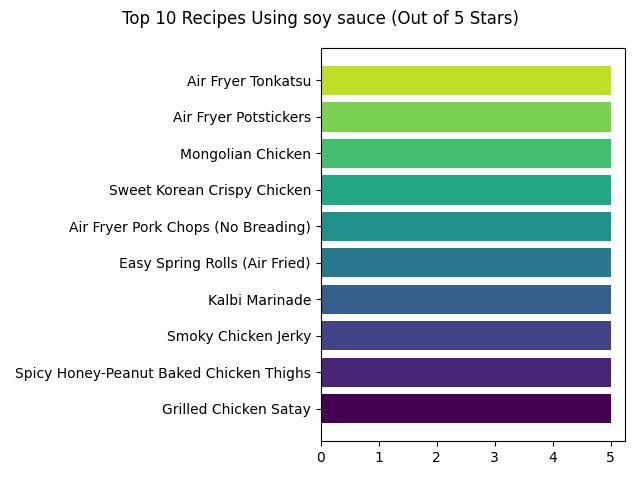 Top 10 Recipes Using soy sauce (Out of 5 Stars)
Air Fryer Tonkatsu
Air Fryer Potstickers
Mongolian Chicken
Sweet Korean Crispy Chicken
Air Fryer Pork Chops (No Breading)
Easy Spring Rolls (Air Fried)
Kalbi Marinade
Smoky Chicken Jerky
Spicy Honey-Peanut Baked Chicken Thighs
Grilled Chicken Satay
0 1 2 3 4 5